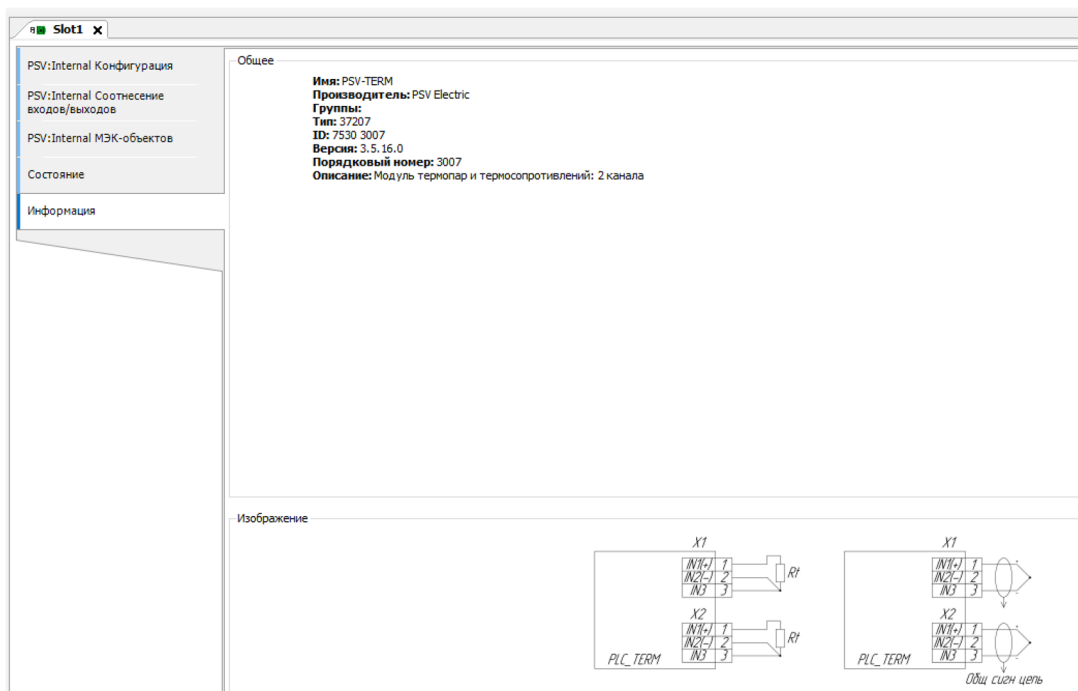 Slot1
PSV:Internal Конфигурация
PSV:Internal Соотнесение
входов/выходов
PSV:Internal МЭК-объектов
Состояние
Информация
Общее
Имя: PSV-TERM
Производитель: PSV Electric
Группы:
Тип: 37207
ID: 7530 3007
Версия: 3.5.16.0
Порядковый номер: 3007
Описание: Модуль термопар и термосопротивлений: 2 канала
Изображение
X1
IN1(+) 1
IN2(-) 2
IN3 3
Rt
X2
IN1(+) 1
IN2(-) 2
IN3 3
Rt
PLC_TERM
X1
IN1(+) 1
IN2(-) 2
IN3 3
X2
IN1(+) 1
IN2(-) 2
IN3 3
PLC_TERM
Общ сигн цепь